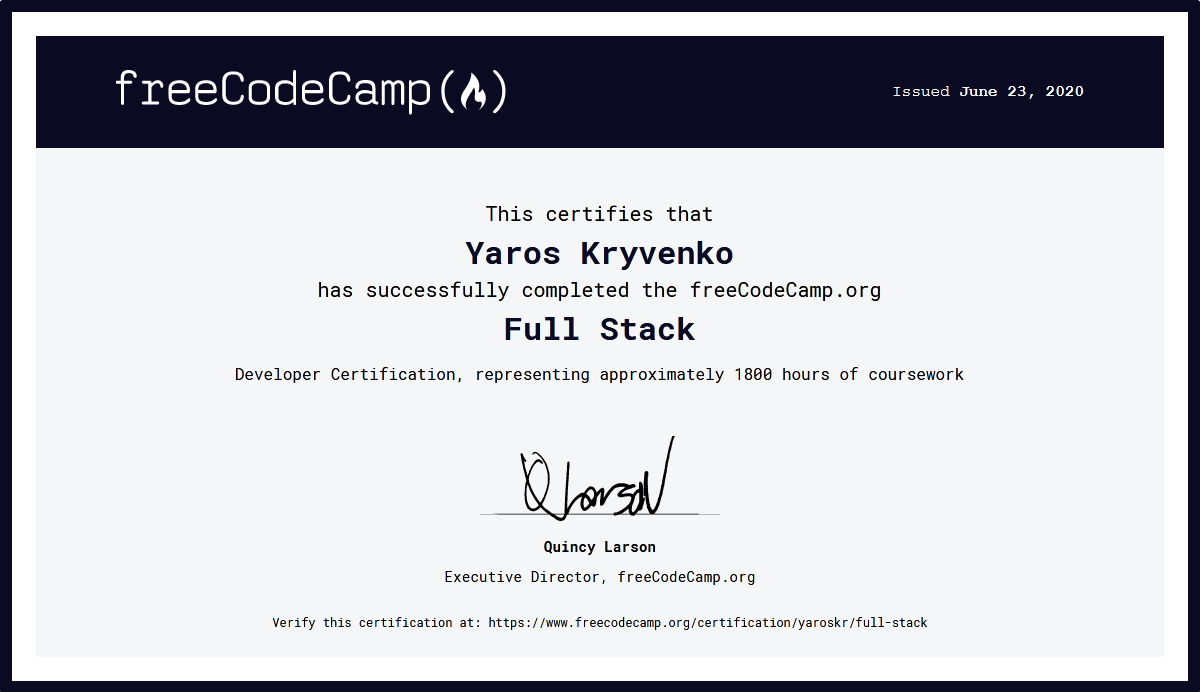 freeCodeCamp()
Issued June 23, 2020
This certifies that
Yaros Kryvenko
has successfully completed the freeCodeCamp.org
Full Stack
Developer Certification, representing approximately 1800 hours of coursework
Q Larson
Quincy Larson
Executive Director, freeCodeCamp.org
Verify this certification at: https://www.freecodecamp.org/certification/yaroskr/full-stack